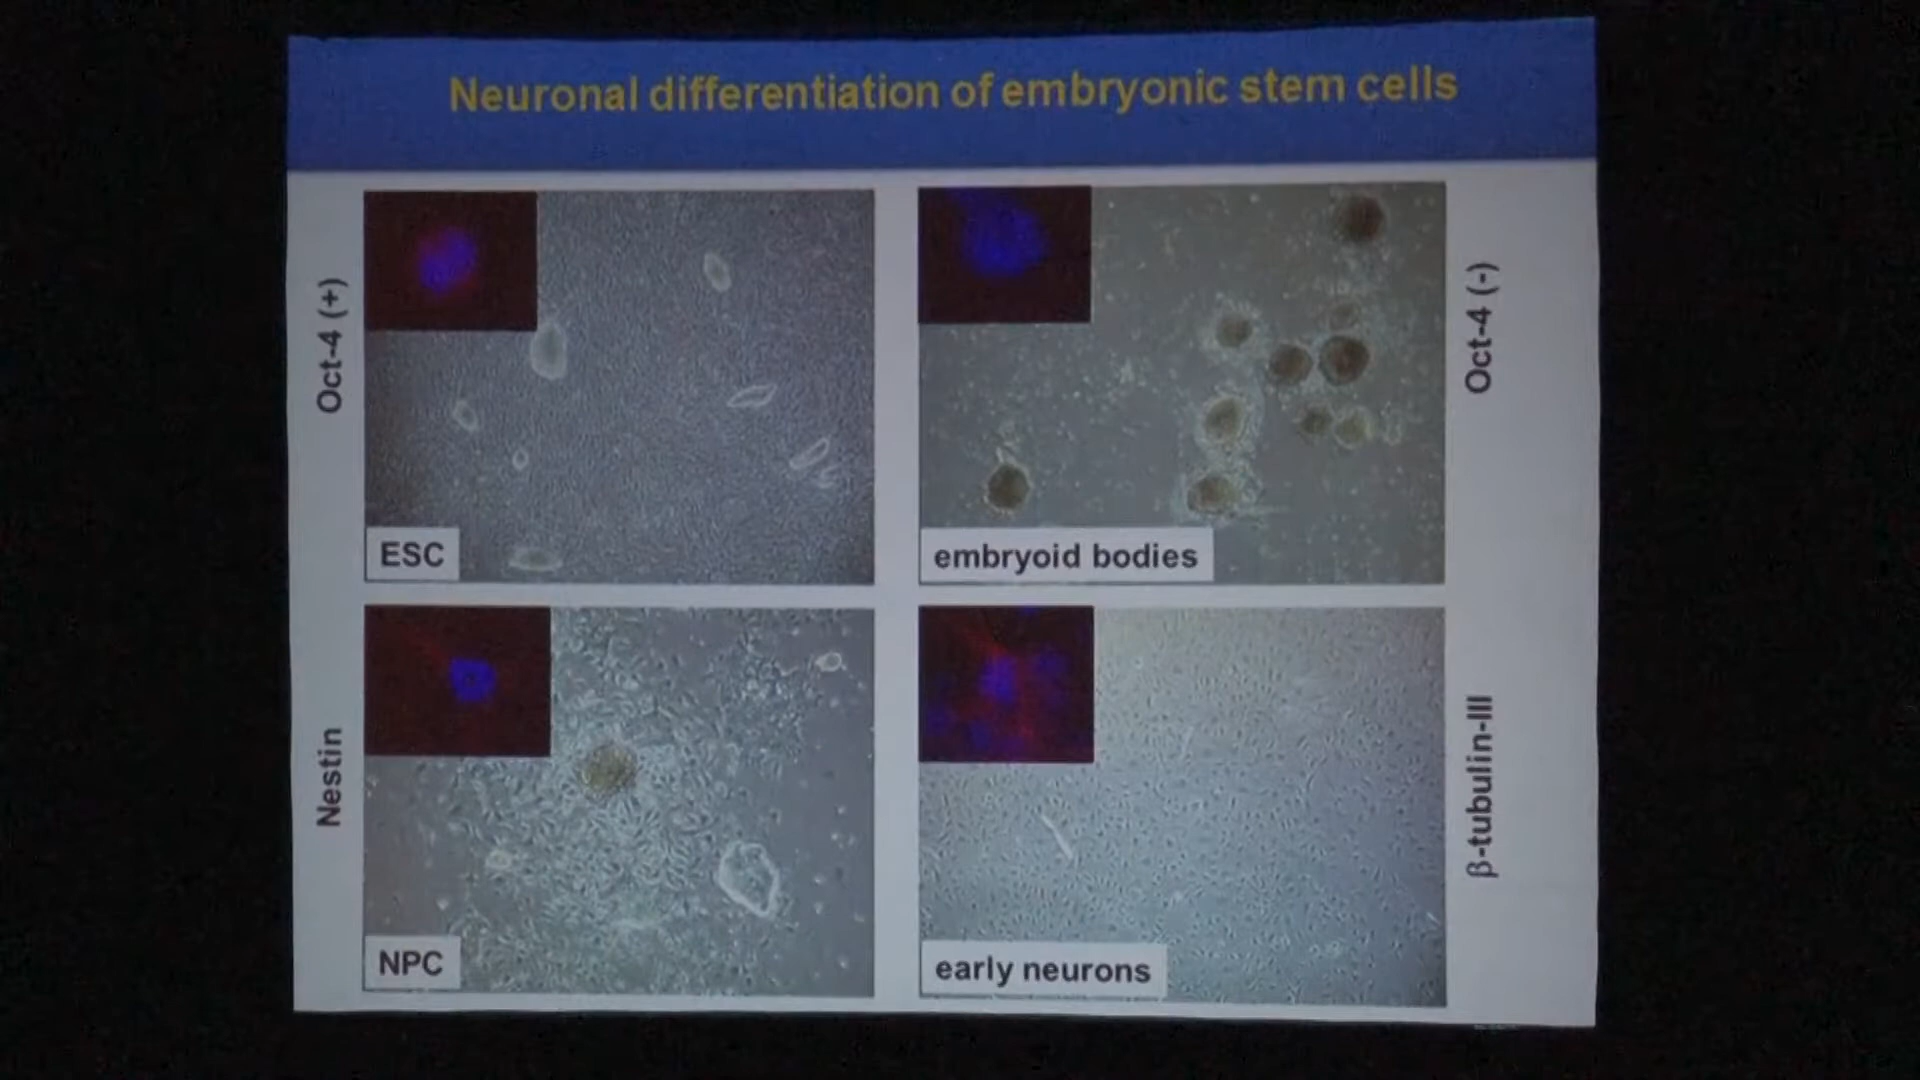 Neuronal differentiation of embryonic stem cells
Oct-4 (+)
ESC
embryoid bodies
Oct-4 (-)
Nestin
NPC
early neurons
β-tubulin-III